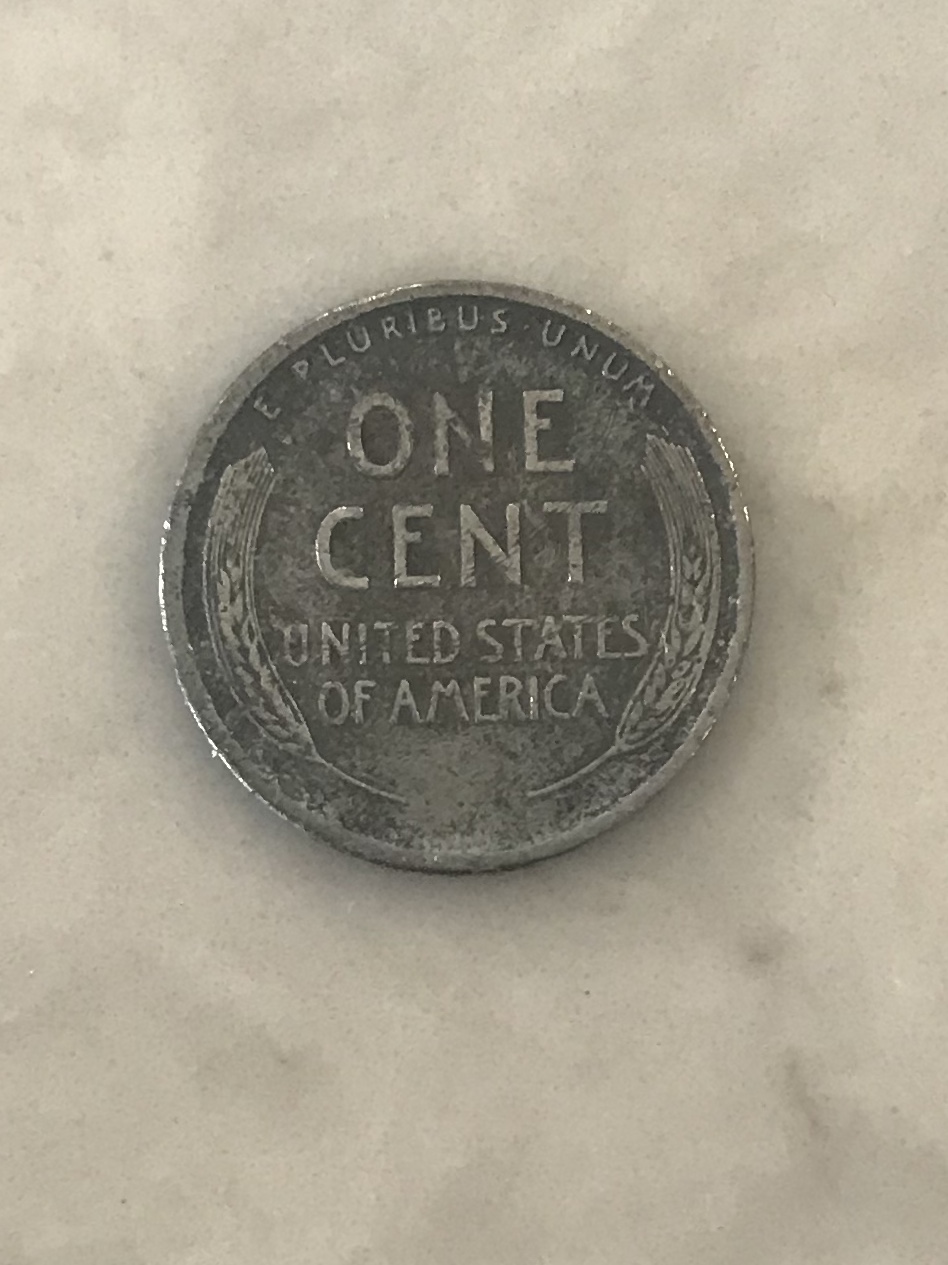 E PLURIBUS · UNUM
ONE
CENT
UNITED STATES
OF AMERICA